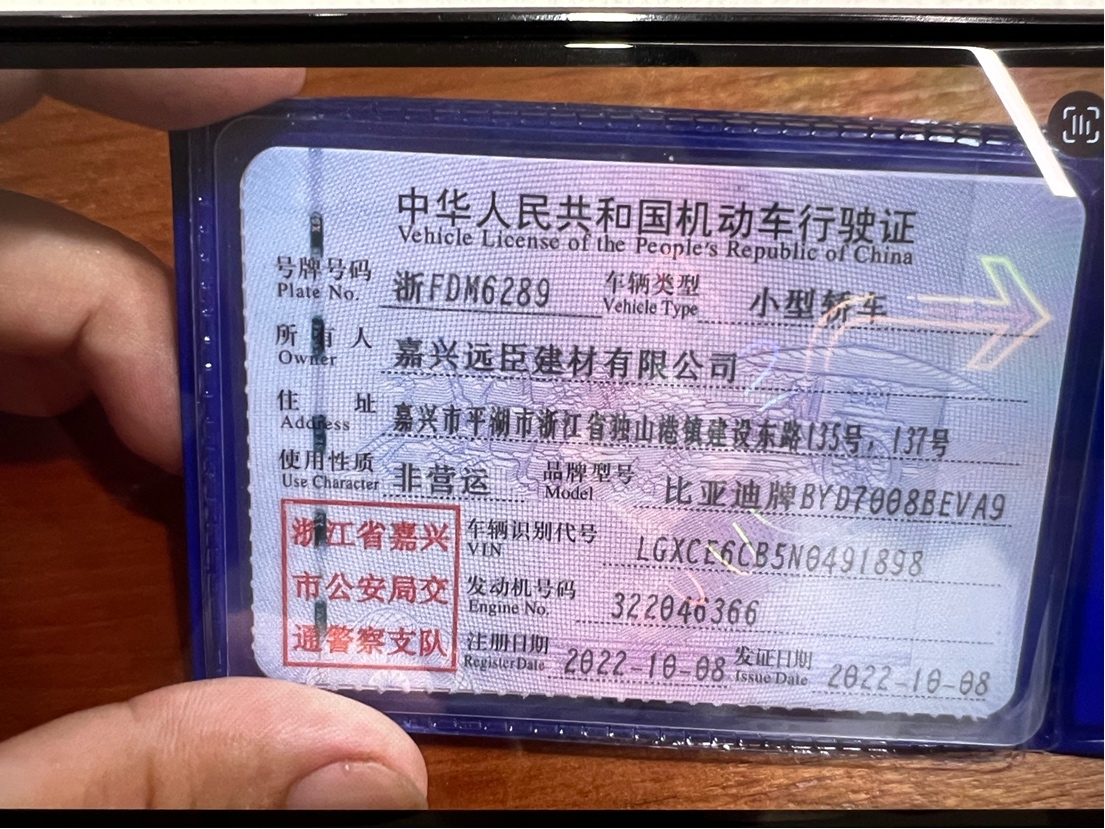 中华人民共和国机动车行驶证
Vehicle License of the People's Republic of China
号牌号码 浙FDM6289 车辆类型 小型轿车
Plate No. Vehicle Type
所有人 嘉兴远臣建材有限公司
Owner
住址 嘉兴市平湖市浙江省独山港镇建设东路135号，137号
Address
使用性质 非营运 品牌型号 比亚迪牌BYD7008BEVA9
Use Character Model
浙江省嘉兴
市公安局交
通警察支队
车辆识别代号 LGXCE6CB5N0491898
VIN
发动机号码 322046366
Engine No.
注册日期 2022-10-08 发证日期 2022-10-08
Register Date Issue Date